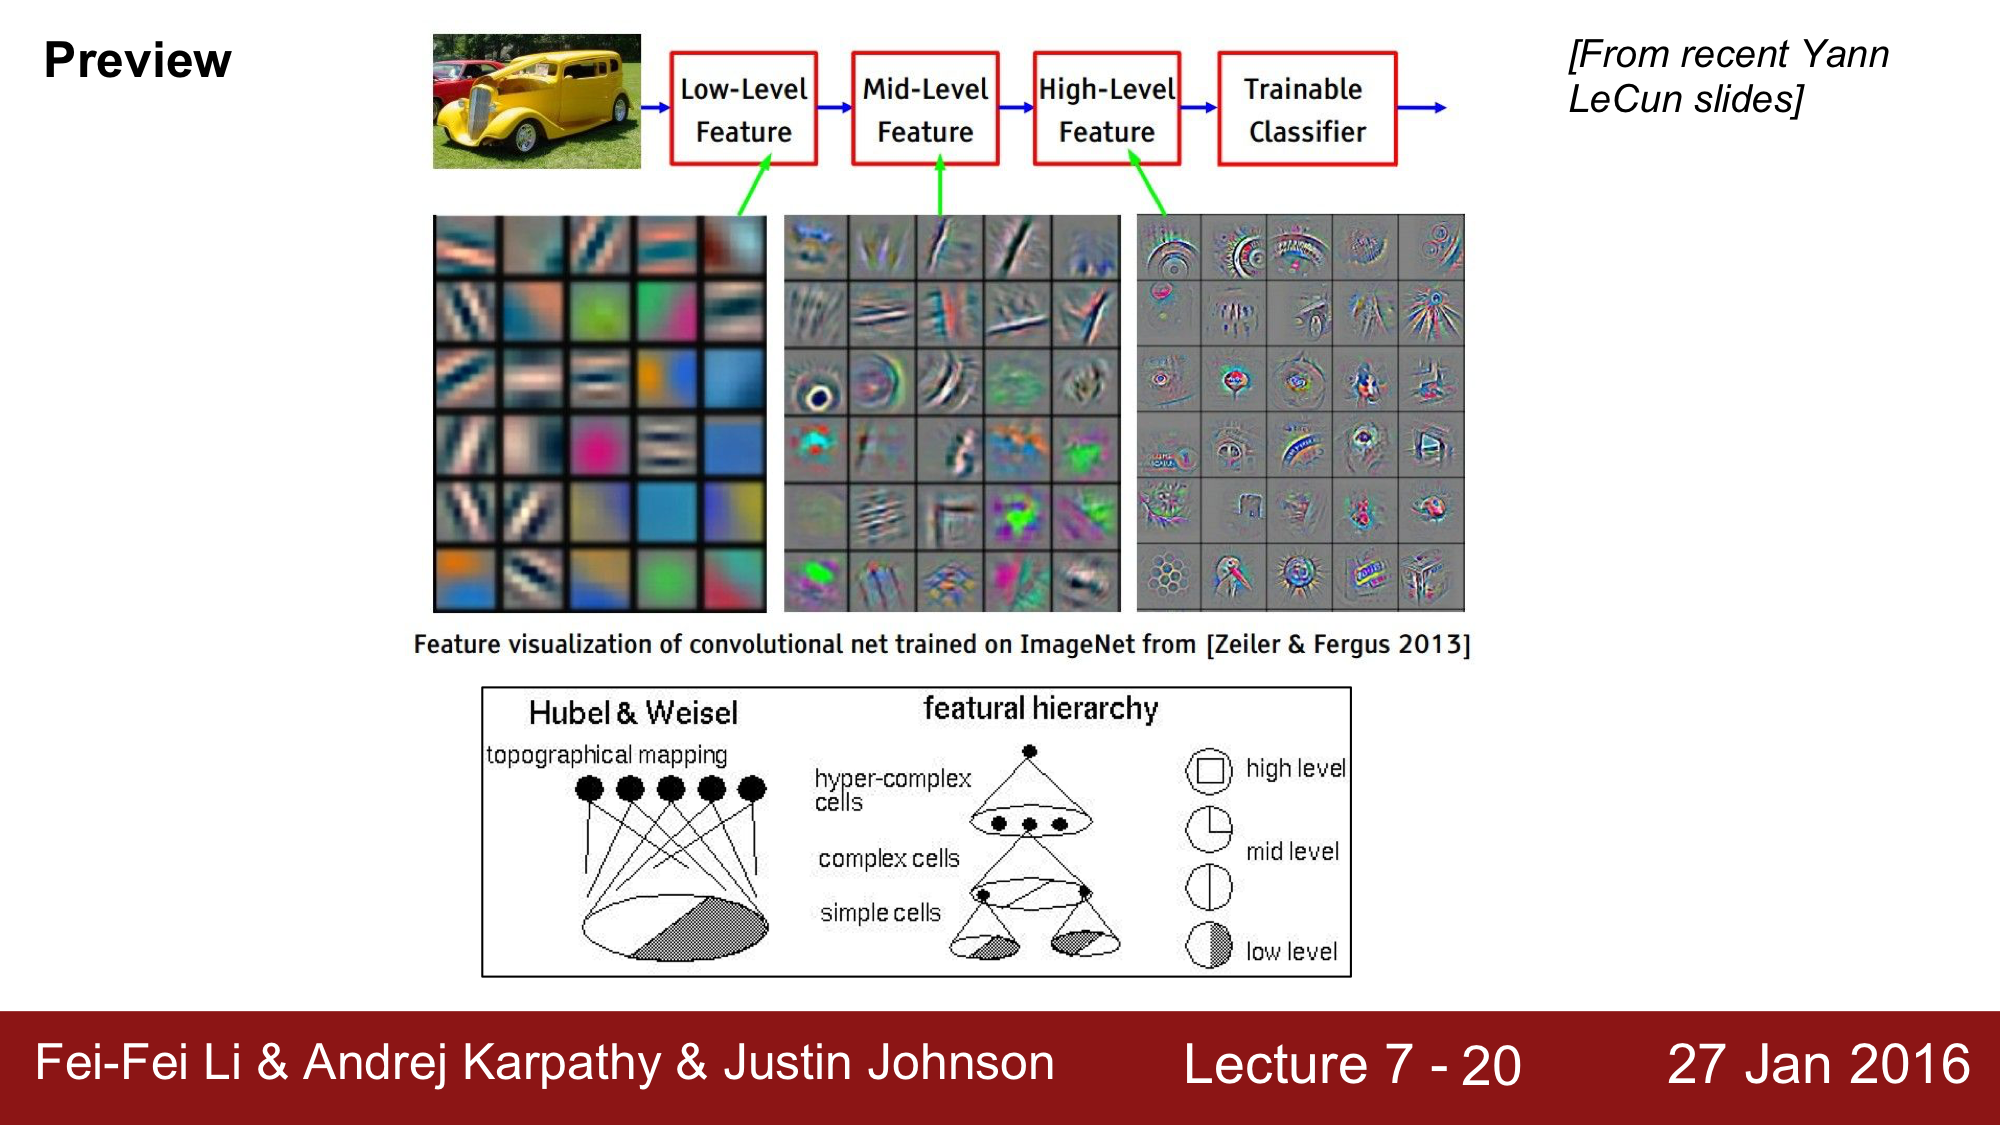 Preview
[From recent Yann
LeCun slides]
Low-Level
Feature
Mid-Level
Feature
High-Level
Feature
Trainable
Classifier
Feature visualization of convolutional net trained on ImageNet from [Zeiler & Fergus 2013]
Hubel & Weisel
topographical mapping
featural hierarchy
hyper-complex
cells
complex cells
simple cells
high level
mid level
low level
Fei-Fei Li & Andrej Karpathy & Justin Johnson
Lecture 7 - 20
27 Jan 2016